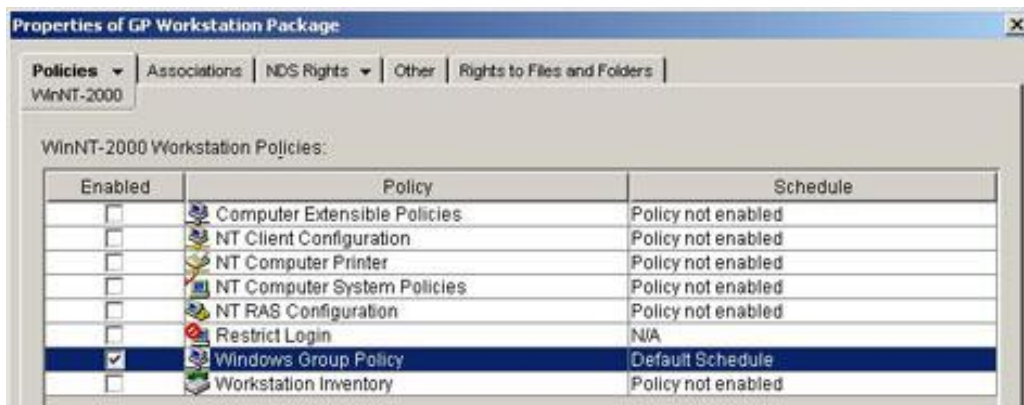 Properties of GP Workstation Package
Policies Associations NDS Rights Other Rights to Files and Folders
WinNT-2000
WinNT-2000 Workstation Policies:
Enabled Policy Schedule
Computer Extensible Policies Policy not enabled
NT Client Configuration Policy not enabled
NT Computer Printer Policy not enabled
NT Computer System Policies Policy not enabled
NT RAS Configuration Policy not enabled
Restrict Login N/A
Windows Group Policy Default Schedule
Workstation Inventory Policy not enabled